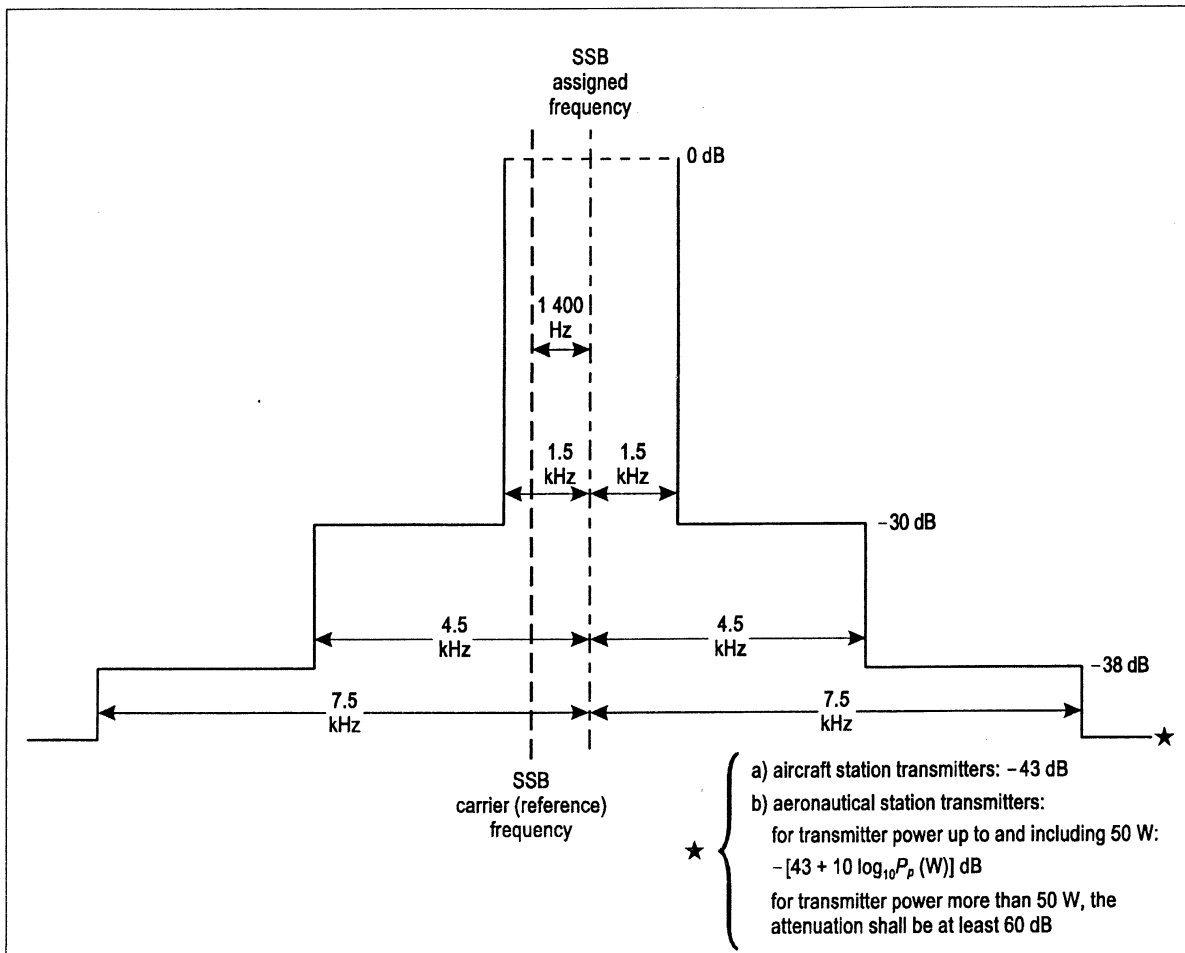 SSB
assigned
frequency
0 dB
1 400
Hz
1.5
kHz
1.5
kHz
−30 dB
4.5
kHz
4.5
kHz
−38 dB
7.5
kHz
7.5
kHz
★
SSB
carrier (reference)
frequency
★
a) aircraft station transmitters: −43 dB
b) aeronautical station transmitters:
for transmitter power up to and including 50 W:
−[43 + 10 log₁₀Pₚ (W)] dB
for transmitter power more than 50 W, the
attenuation shall be at least 60 dB